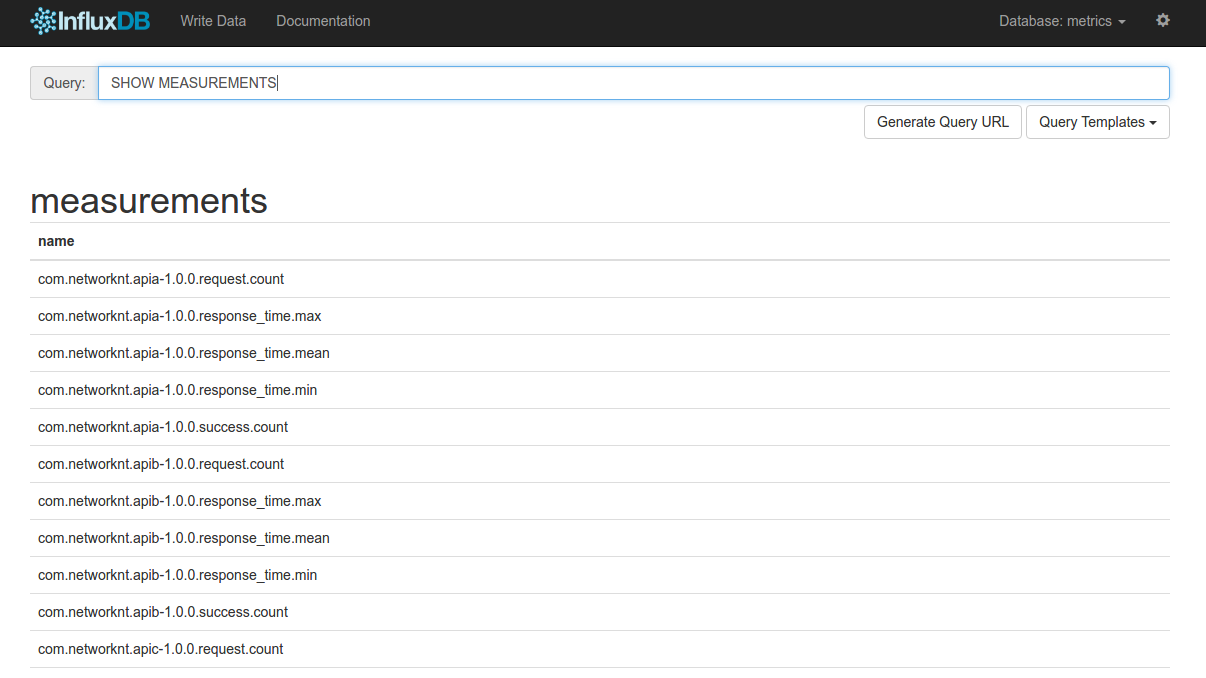 InfluxDB Write Data Documentation Database: metrics
Query: SHOW MEASUREMENTS
Generate Query URL Query Templates
measurements
name
com.networknt.apia-1.0.0.request.count
com.networknt.apia-1.0.0.response_time.max
com.networknt.apia-1.0.0.response_time.mean
com.networknt.apia-1.0.0.response_time.min
com.networknt.apia-1.0.0.success.count
com.networknt.apib-1.0.0.request.count
com.networknt.apib-1.0.0.response_time.max
com.networknt.apib-1.0.0.response_time.mean
com.networknt.apib-1.0.0.response_time.min
com.networknt.apib-1.0.0.success.count
com.networknt.apic-1.0.0.request.count